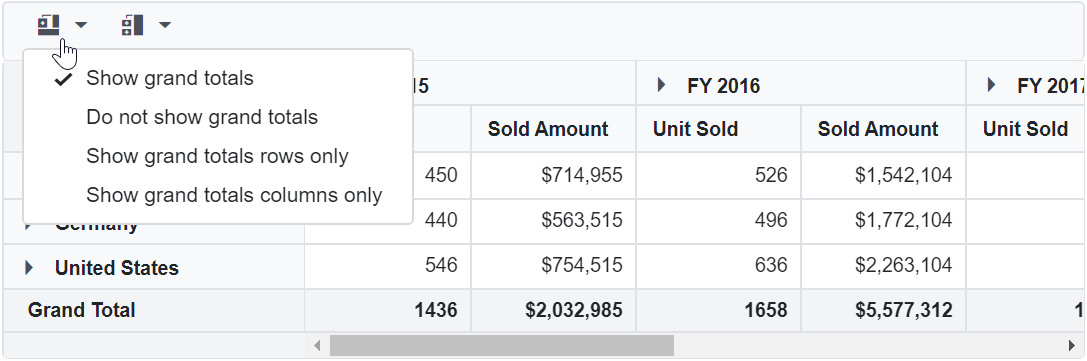 Show grand totals
Do not show grand totals
Show grand totals rows only
Show grand totals columns only
15 FY 2016 FY 2017
Sold Amount Unit Sold Sold Amount Unit Sold
450 $714,955 526 $1,542,104
Germany 440 $563,515 496 $1,772,104
United States 546 $754,515 636 $2,263,104
Grand Total 1436 $2,032,985 1658 $5,577,312 1